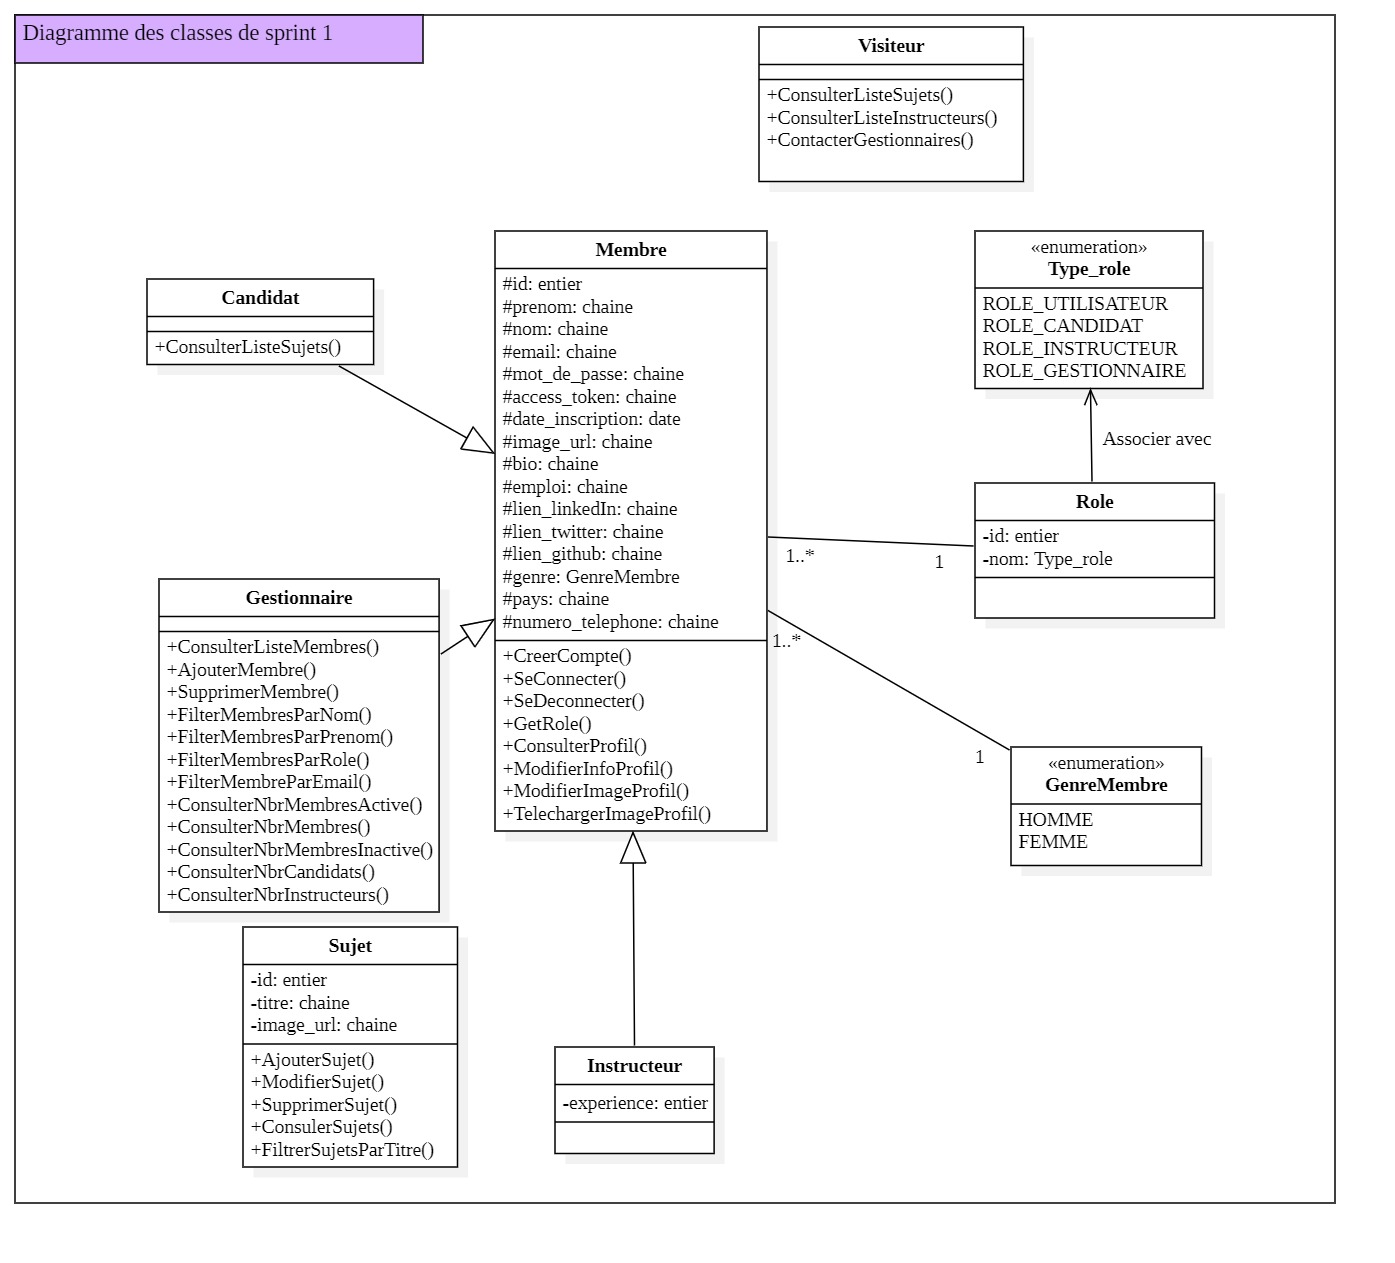 Diagramme des classes de sprint 1
Visiteur
+ConsulterListeSujets()
+ConsulterListeInstructeurs()
+ContacterGestionnaires()
Candidat
+ConsulterListeSujets()
Membre
#id: entier
#prenom: chaine
#nom: chaine
#email: chaine
#mot_de_passe: chaine
#access_token: chaine
#date_inscription: date
#image_url: chaine
#bio: chaine
#emploi: chaine
#lien_linkedIn: chaine
#lien_twitter: chaine
#lien_github: chaine
#genre: GenreMembre
#pays: chaine
#numero_telephone: chaine
+CreerCompte()
+SeConnecter()
+SeDeconnecter()
+GetRole()
+ConsulterProfil()
+ModifierInfoProfil()
+ModifierImageProfil()
+TelechargerImageProfil()
«enumeration»
Type_role
ROLE_UTILISATEUR
ROLE_CANDIDAT
ROLE_INSTRUCTEUR
ROLE_GESTIONNAIRE
Associer avec
Role
-id: entier
-nom: Type_role
1..*
1
1..*
1
«enumeration»
GenreMembre
HOMME
FEMME
Gestionnaire
+ConsulterListeMembres()
+AjouterMembre()
+SupprimerMembre()
+FilterMembresParNom()
+FilterMembresParPrenom()
+FilterMembresParRole()
+FilterMembreParEmail()
+ConsulterNbrMembresActive()
+ConsulterNbrMembres()
+ConsulterNbrMembresInactive()
+ConsulterNbrCandidats()
+ConsulterNbrInstructeurs()
Sujet
-id: entier
-titre: chaine
-image_url: chaine
+AjouterSujet()
+ModifierSujet()
+SupprimerSujet()
+ConsulerSujets()
+FiltrerSujetsParTitre()
Instructeur
-experience: entier